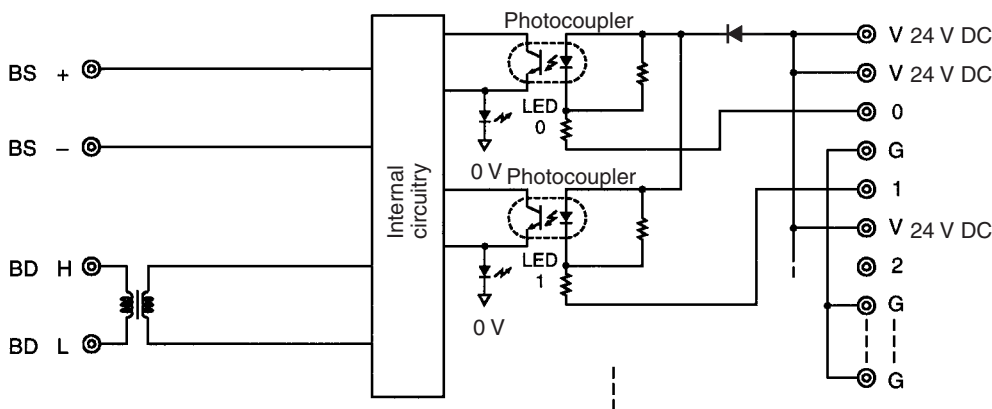 Photocoupler
V 24 V DC
BS +
V 24 V DC
LED
0
0
BS −
0 V
G
Photocoupler
Internal
circuitry
1
V 24 V DC
BD H
LED
1
2
0 V
G
BD L
G